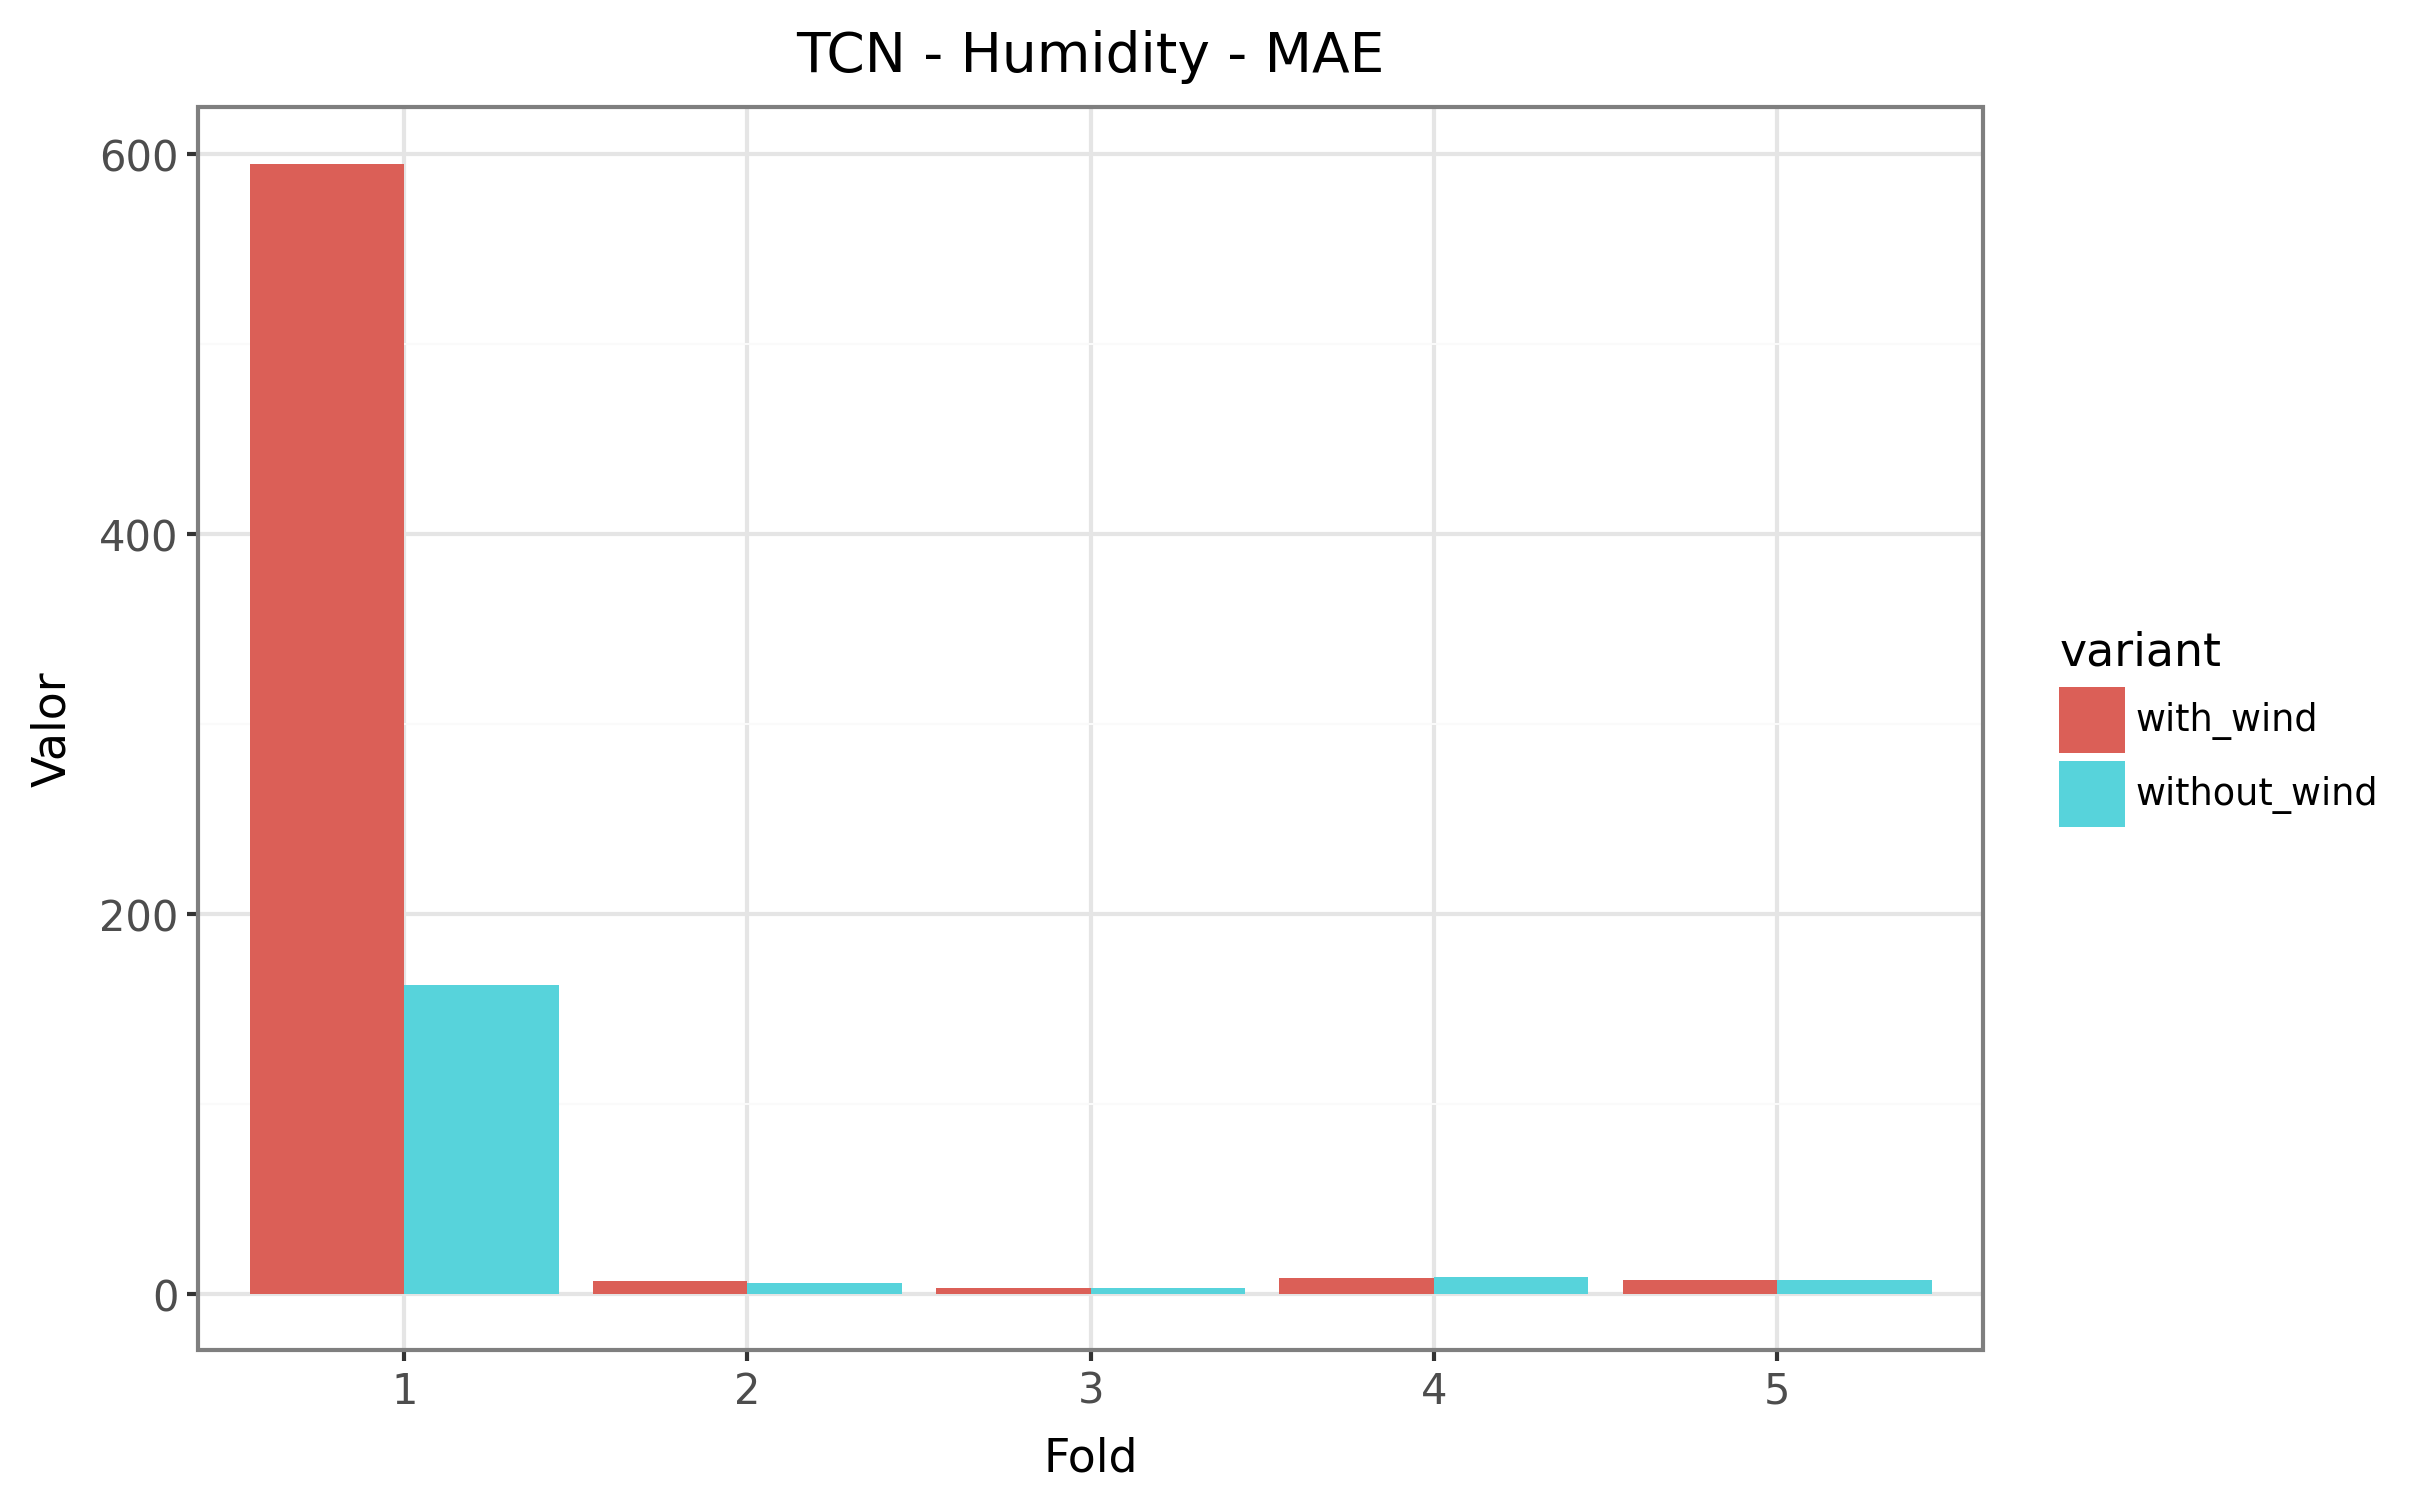 TCN - Humidity - MAE
600
400
200
0
Valor
1 2 3 4 5
Fold
variant
with_wind
without_wind